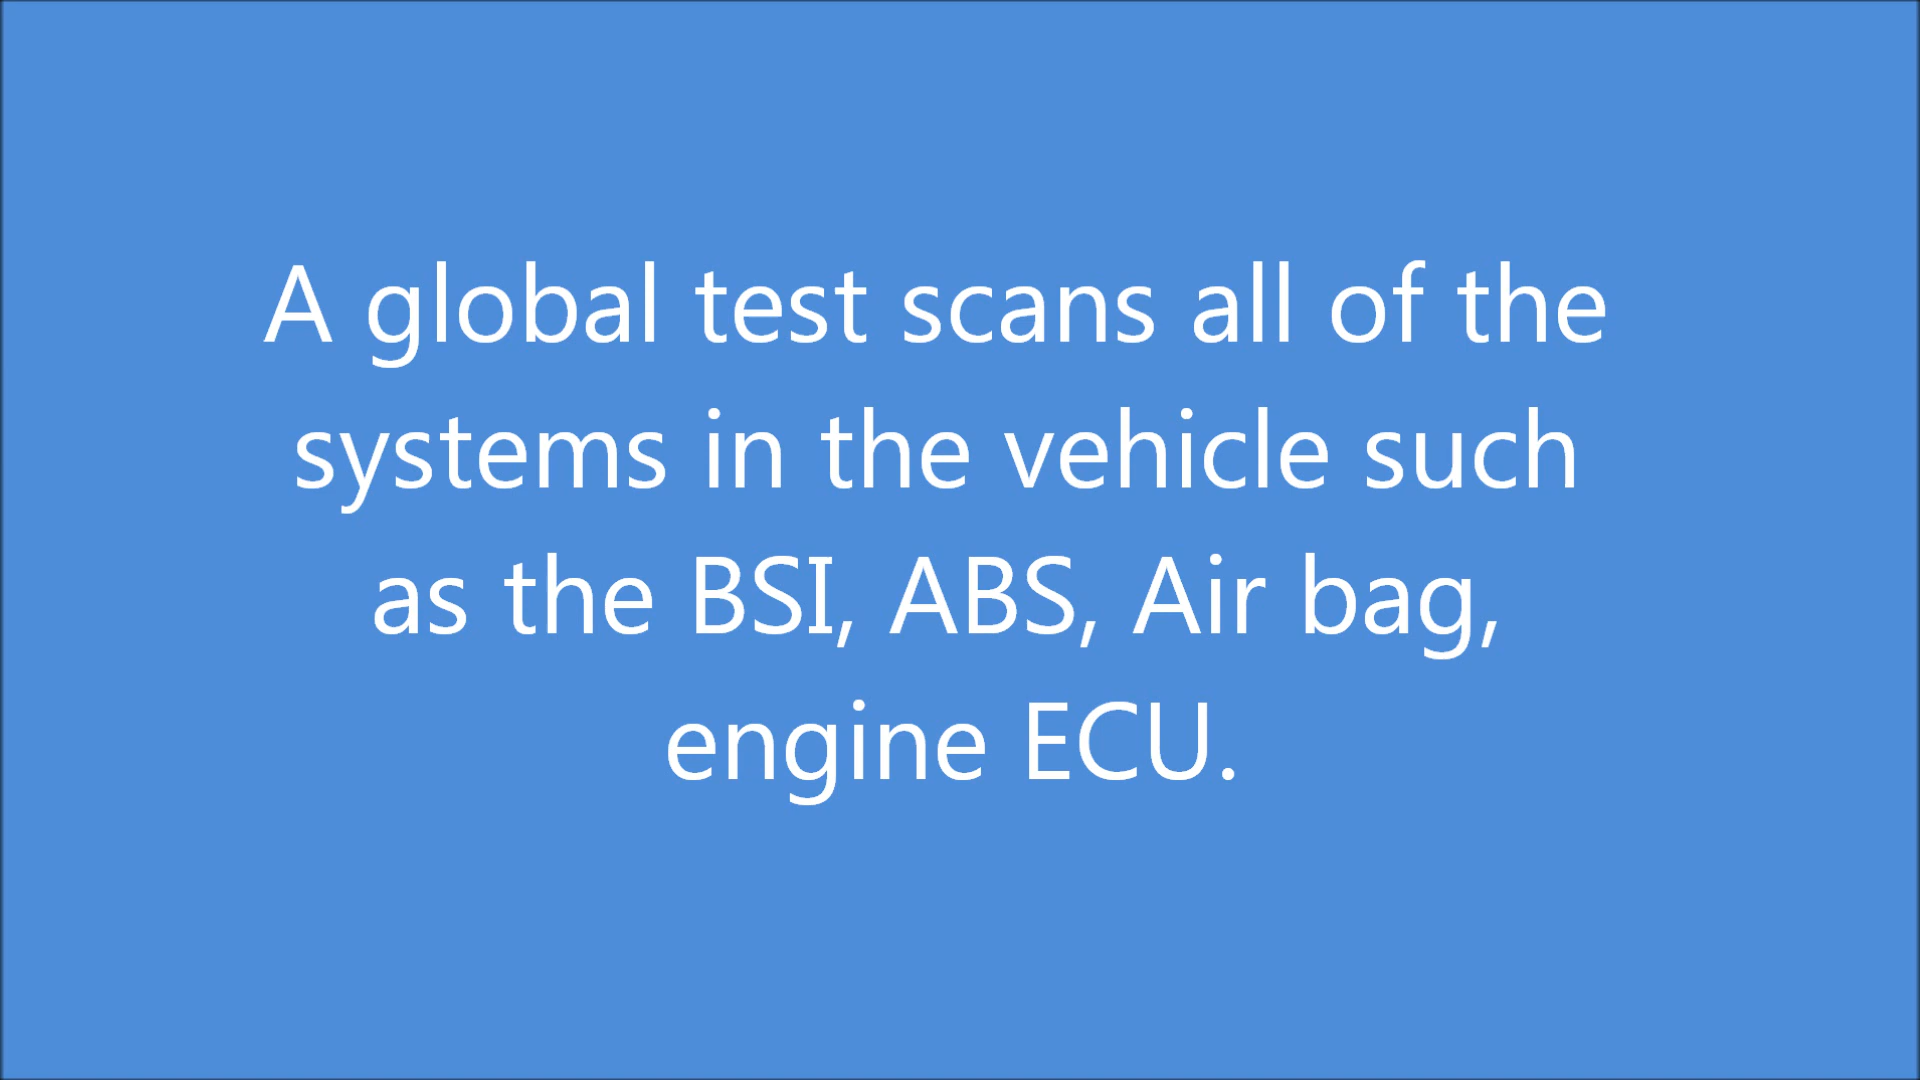 A global test scans all of the
systems in the vehicle such
as the BSI, ABS, Air bag,
engine ECU.